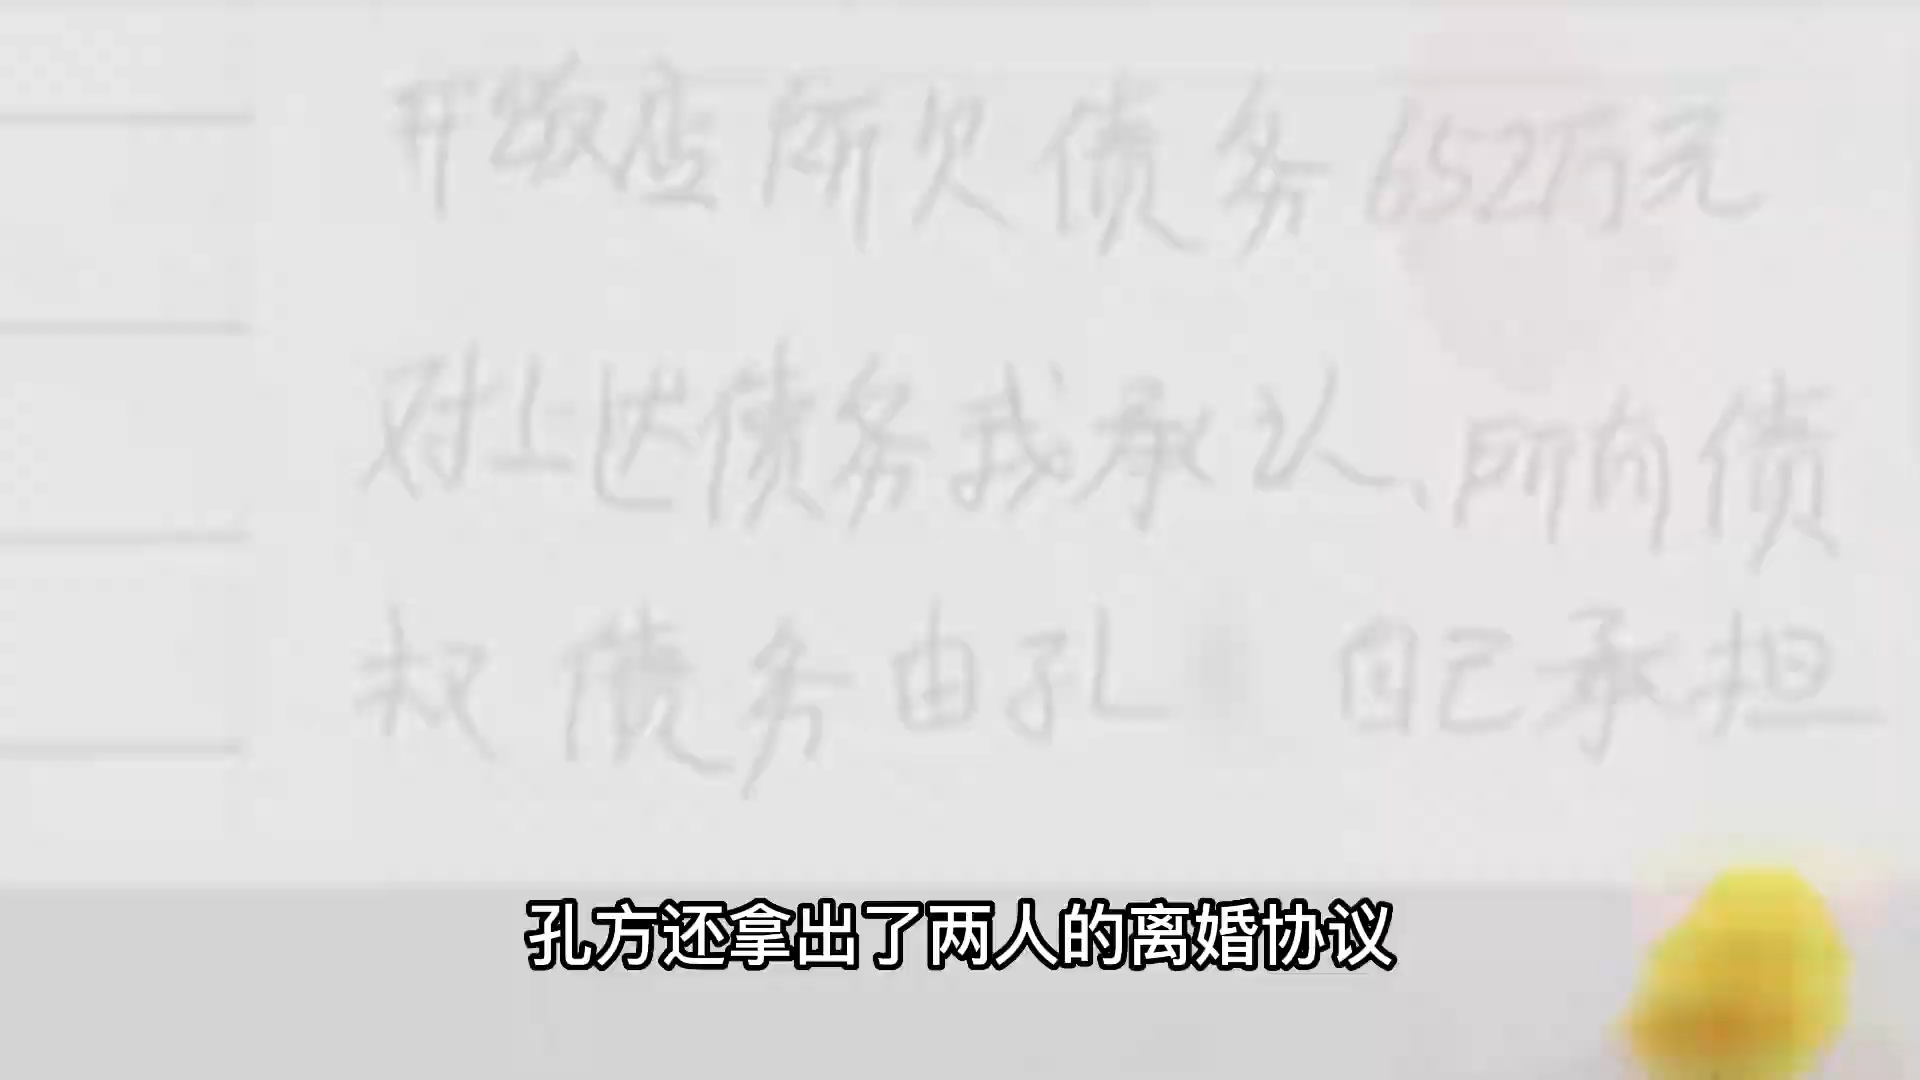 开饭店所欠债务652万元
对上述债务我承认、所有债
权债务由孔 自己承担
孔方还拿出了两人的离婚协议